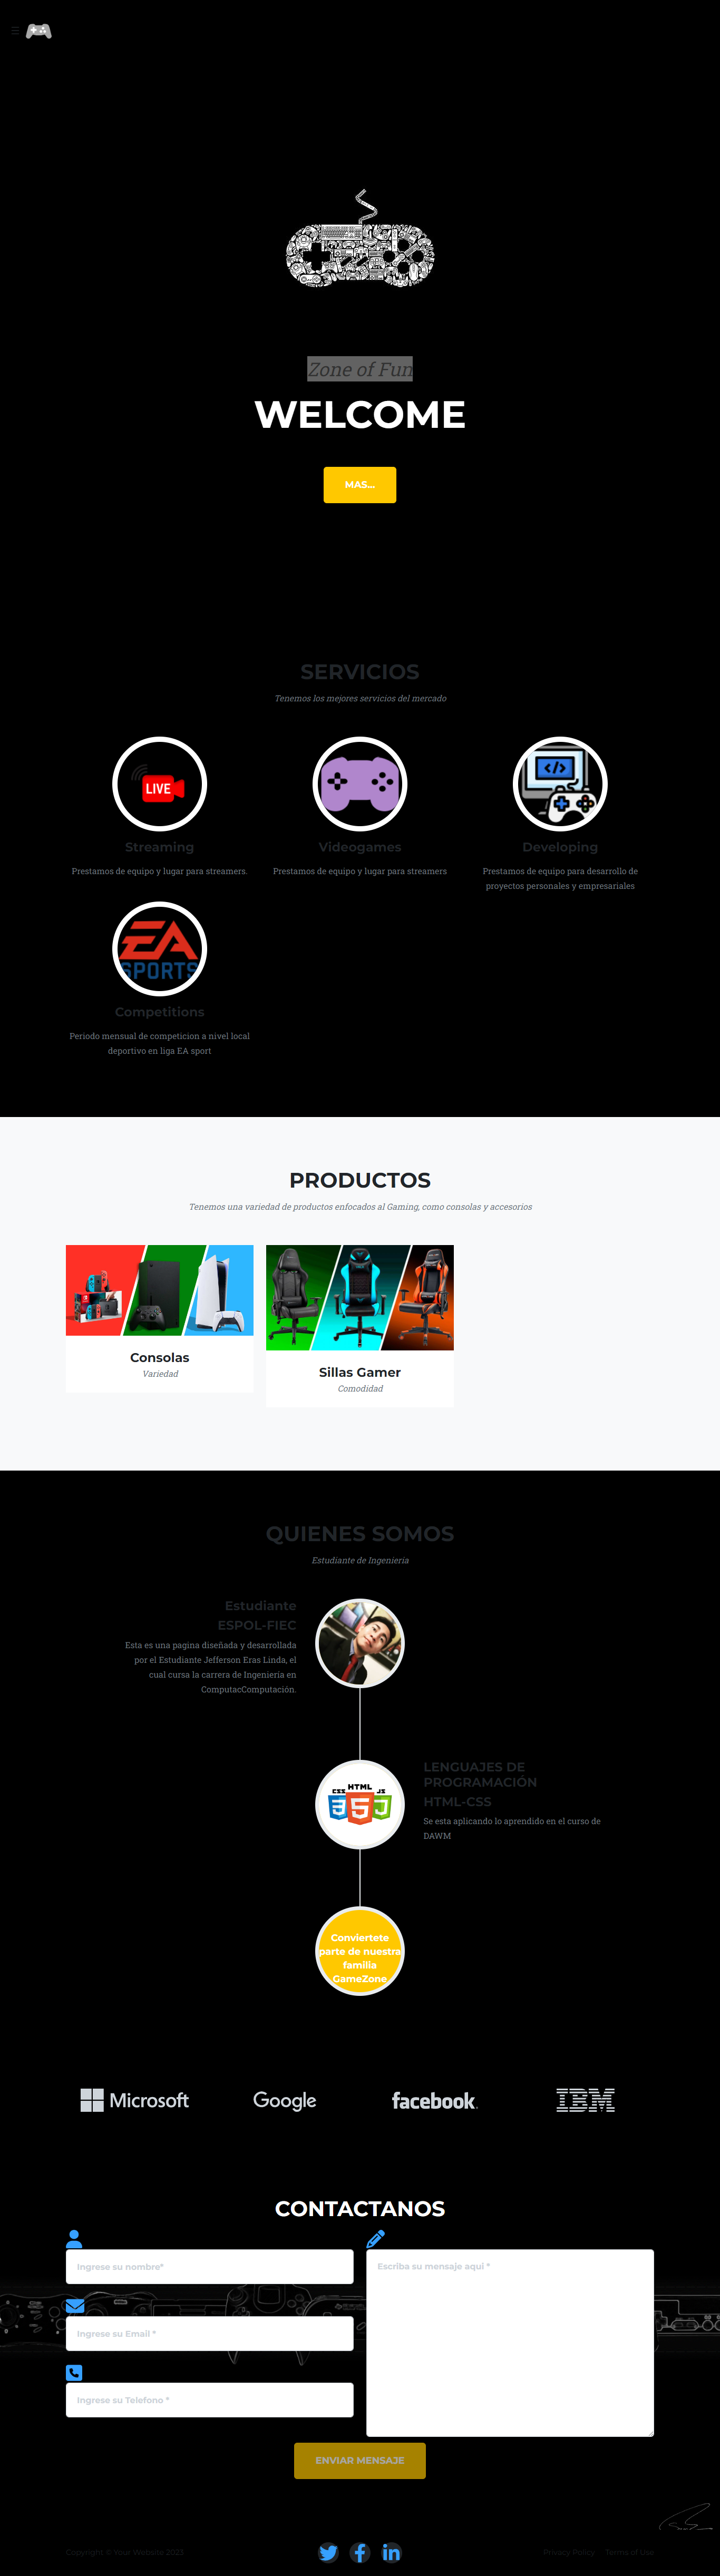 Zone of Fun
WELCOME
MAS...
SERVICIOS
Tenemos los mejores servicios del mercado
LIVE
Streaming
Prestamos de equipo y lugar para streamers.
Videogames
Prestamos de equipo y lugar para streamers
</>
Developing
Prestamos de equipo para desarrollo de
proyectos personales y empresariales
EA
SPORTS
Competitions
Periodo mensual de competicion a nivel local
deportivo en liga EA sport
PRODUCTOS
Tenemos una variedad de productos enfocados al Gaming, como consolas y accesorios
Consolas
Variedad
Sillas Gamer
Comodidad
QUIENES SOMOS
Estudiante de Ingenieria
Estudiante
ESPOL-FIEC
Esta es una pagina diseñada y desarrollada
por el Estudiante Jefferson Eras Linda, el
cual cursa la carrera de Ingeniería en
ComputacComputación.
CSS HTML JS
3 5 J
LENGUAJES DE
PROGRAMACIÓN
HTML-CSS
Se esta aplicando lo aprendido en el curso de
DAWM
Conviertete
parte de nuestra
familia
GameZone.
Microsoft
Google
facebook.
IBM
CONTACTANOS
Ingrese su nombre*
Ingrese su Email *
Ingrese su Telefono *
Escriba su mensaje aqui *
ENVIAR MENSAJE
Copyright © Your Website 2023
Privacy Policy Terms of Use